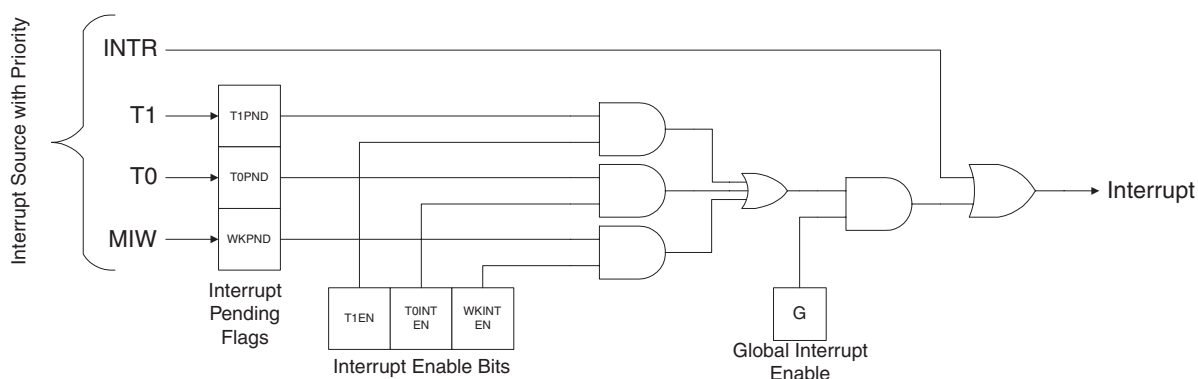 Interrupt Source with Priority
INTR
T1
T0
MIW
T1PND
T0PND
WKPND
Interrupt
Pending
Flags
T1EN
T0INT
EN
WKINT
EN
Interrupt Enable Bits
G
Global Interrupt
Enable
Interrupt